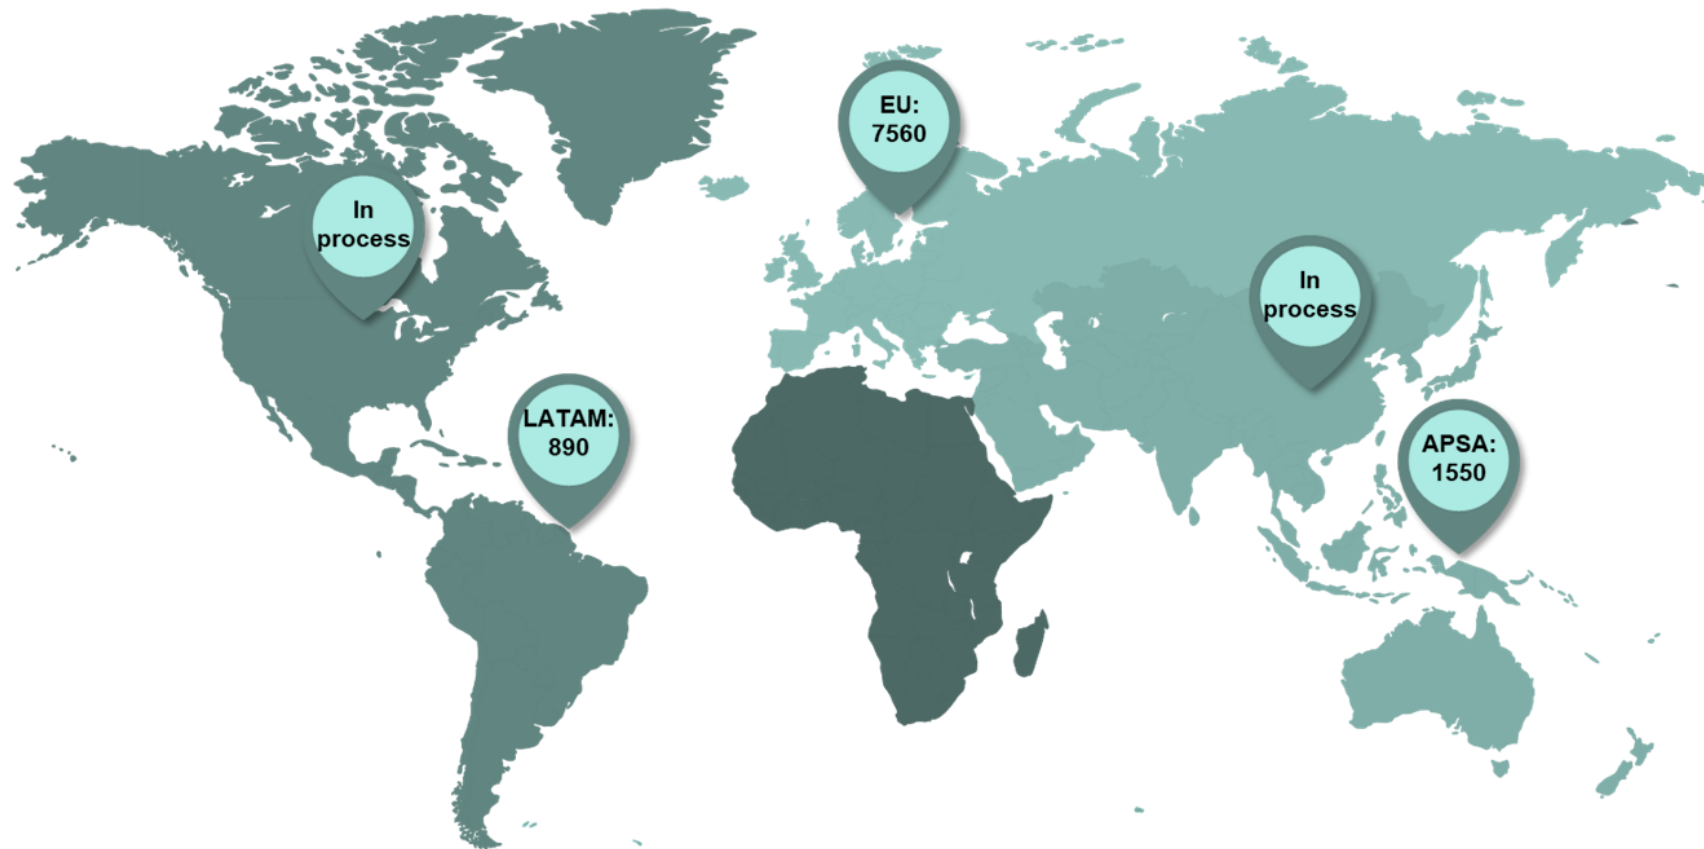 EU:
7560
In
process
In
process
LATAM:
890
APSA:
1550